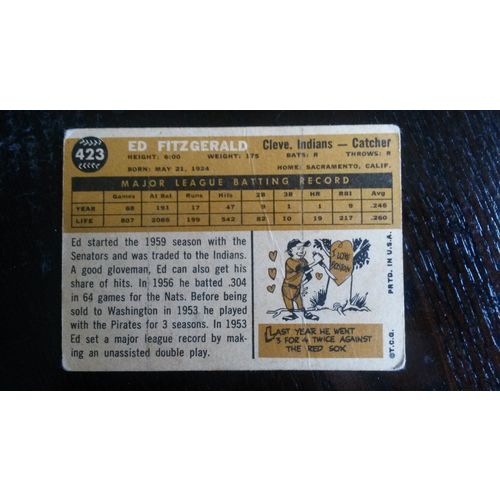 423
ED FITZGERALD Cleve. Indians — Catcher
HEIGHT: 6:00 WEIGHT: 175 BATS: R THROWS: R
BORN: MAY 21, 1924 HOME: SACRAMENTO, CALIF.
MAJOR LEAGUE BATTING RECORD
Games At Bat Runs Hits 2B 3B HR RBI Avg
YEAR 68 191 17 47 9 1 1 9 .246
LIFE 807 2086 199 542 82 10 19 217 .260
Ed started the 1959 season with the
Senators and was traded to the Indians.
A good gloveman, Ed can also get his
share of hits. In 1956 he batted .304
in 64 games for the Nats. Before being
sold to Washington in 1953 he played
with the Pirates for 3 seasons. In 1953
Ed set a major league record by mak-
ing an unassisted double play.
I LOVE
BOSTON
LAST YEAR HE WENT
3 FOR 4 TWICE AGAINST
THE RED SOX
©T.C.G. PRTD. IN U.S.A.